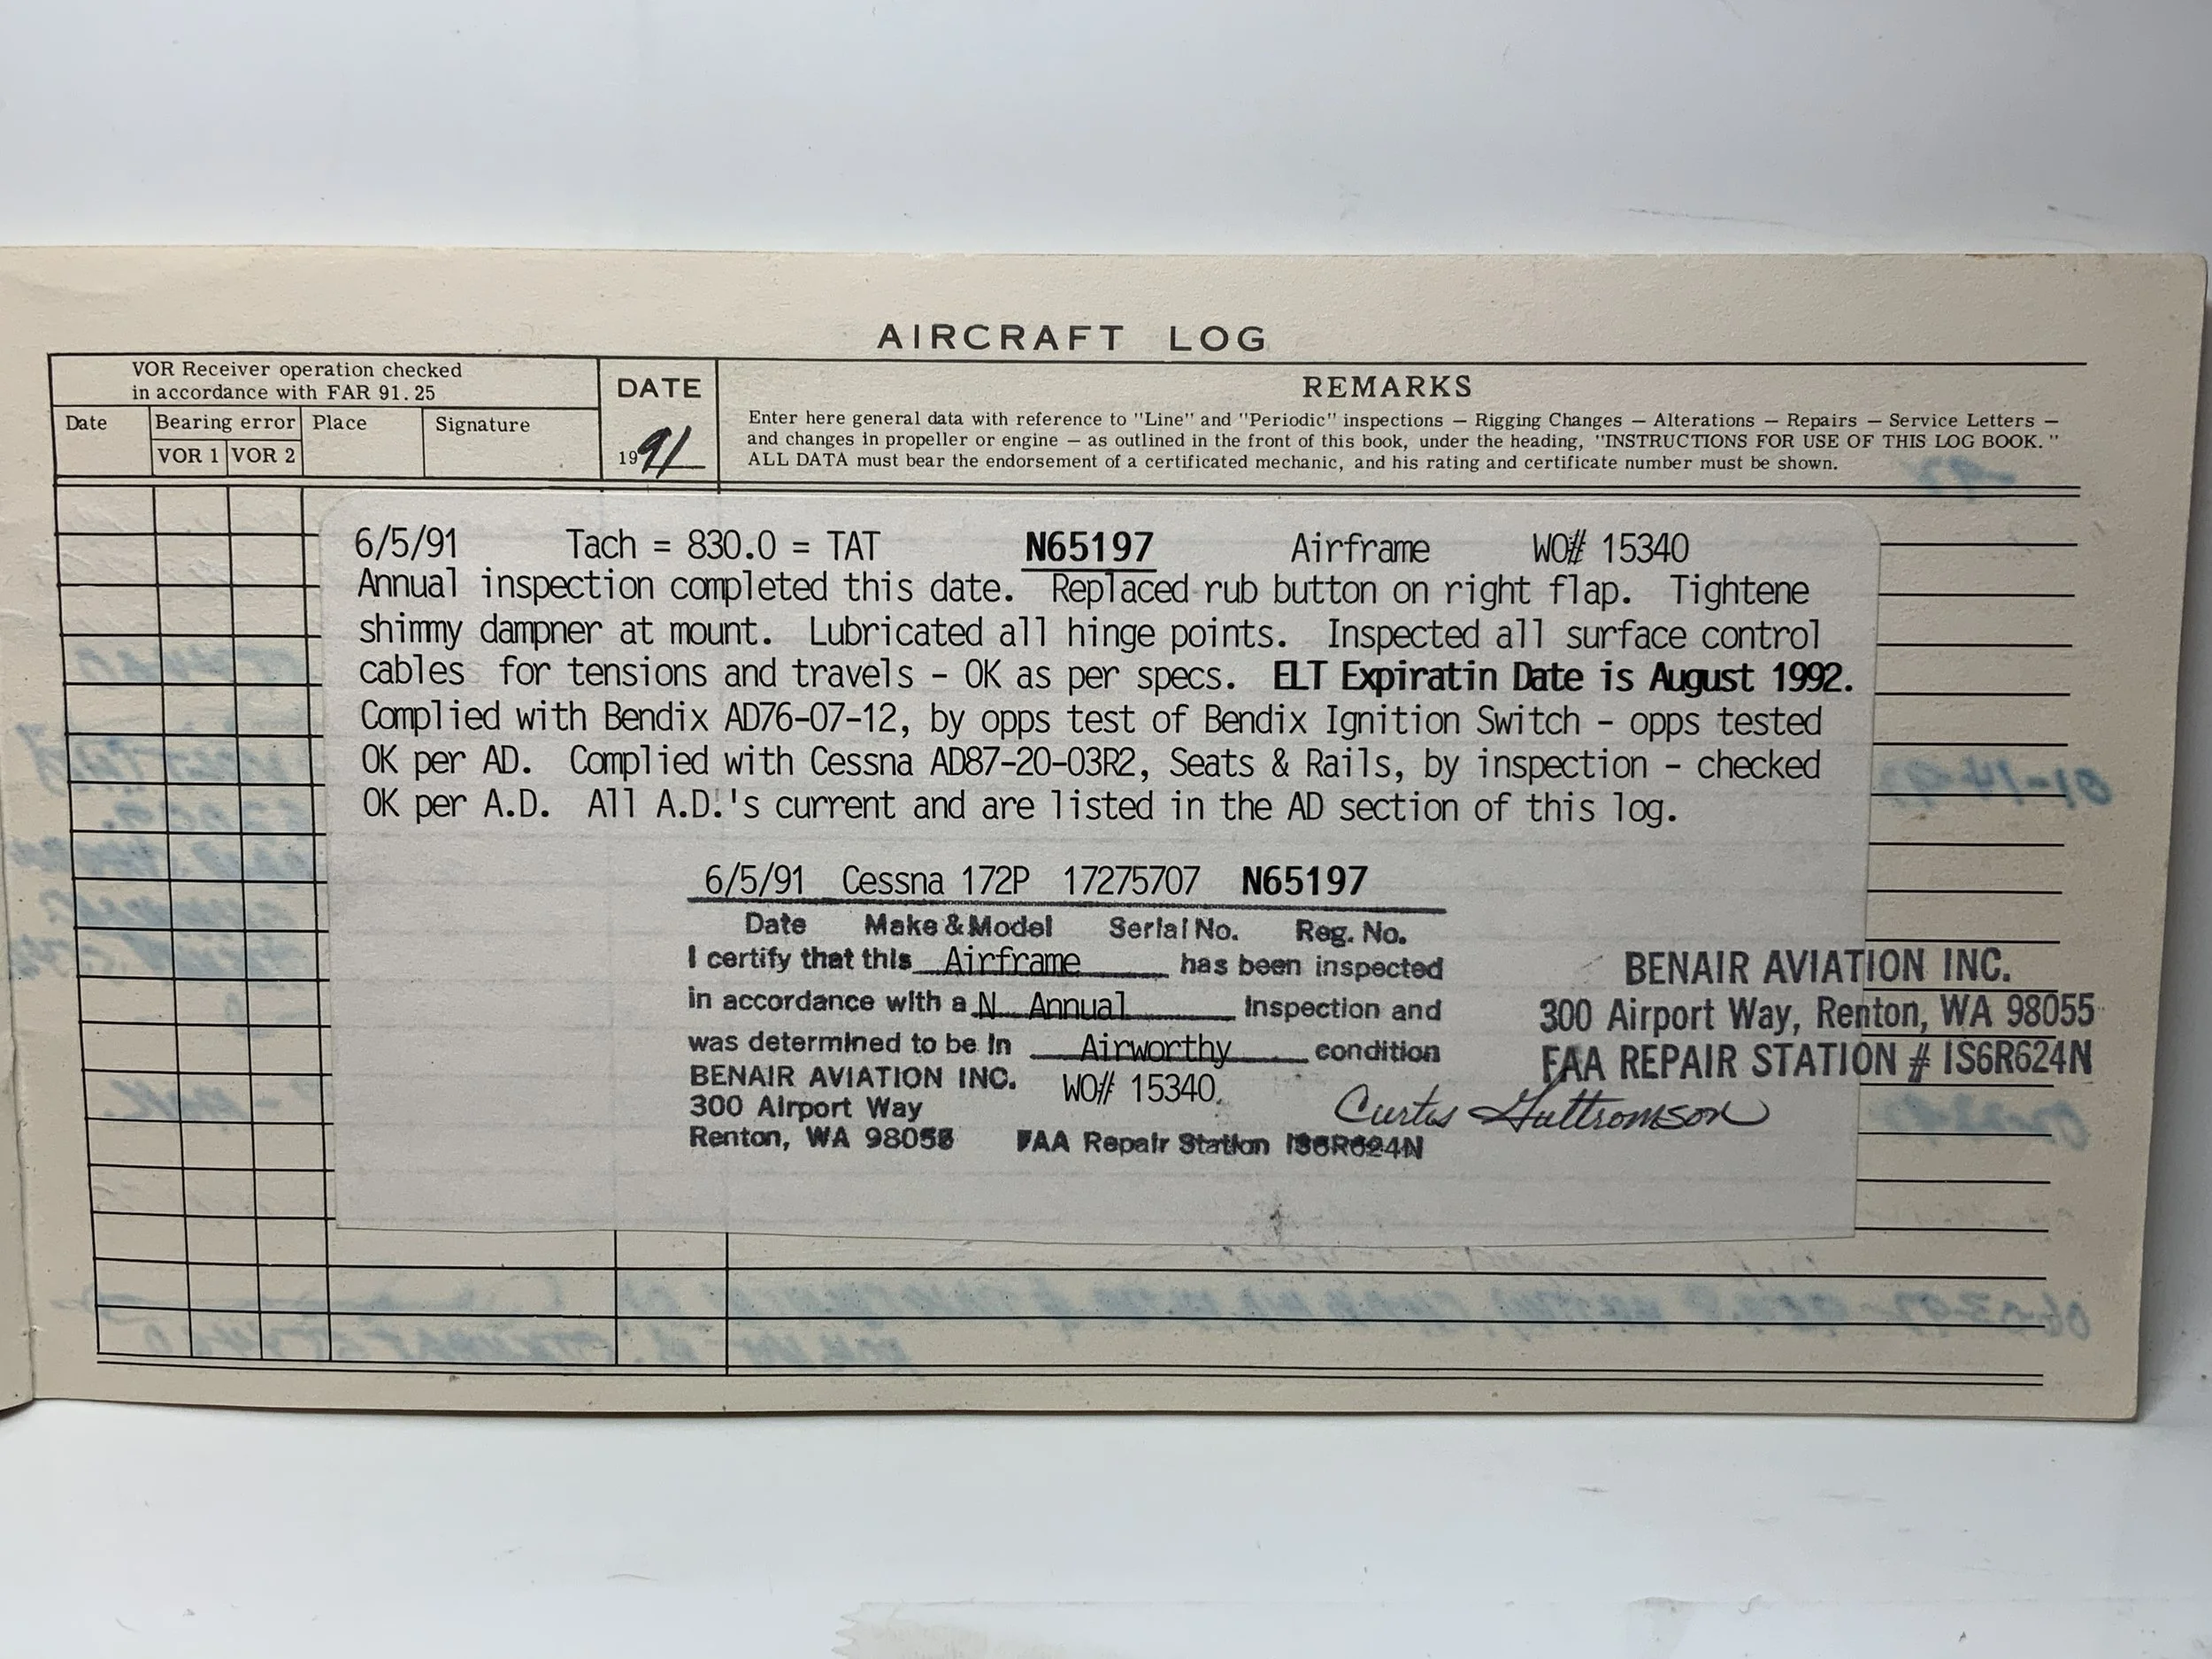 AIRCRAFT LOG
VOR Receiver operation checked
in accordance with FAR 91.25
Date
Bearing error
VOR 1 VOR 2
Place
Signature
DATE
1991
REMARKS
Enter here general data with reference to "Line" and "Periodic" inspections — Rigging Changes — Alterations — Repairs — Service Letters —
and changes in propeller or engine — as outlined in the front of this book, under the heading, "INSTRUCTIONS FOR USE OF THIS LOG BOOK."
ALL DATA must bear the endorsement of a certificated mechanic, and his rating and certificate number must be shown.
6/5/91 Tach = 830.0 = TAT N65197 Airframe WO# 15340
Annual inspection completed this date. Replaced rub button on right flap. Tightene
shimmy dampner at mount. Lubricated all hinge points. Inspected all surface control
cables for tensions and travels - OK as per specs. ELT Expiratin Date is August 1992.
Complied with Bendix AD76-07-12, by opps test of Bendix Ignition Switch - opps tested
OK per AD. Complied with Cessna AD87-20-03R2, Seats & Rails, by inspection - checked
OK per A.D. All A.D.'s current and are listed in the AD section of this log.
6/5/91 Cessna 172P 17275707 N65197
Date Make & Model Serial No. Reg. No.
I certify that this Airframe has been inspected
in accordance with a N Annual Inspection and
was determined to be in Airworthy condition
BENAIR AVIATION INC. WO# 15340
300 Airport Way
Renton, WA 98055 FAA Repair Station IS6R624N
BENAIR AVIATION INC.
300 Airport Way, Renton, WA 98055
FAA REPAIR STATION # IS6R624N
Curtis Guttromson